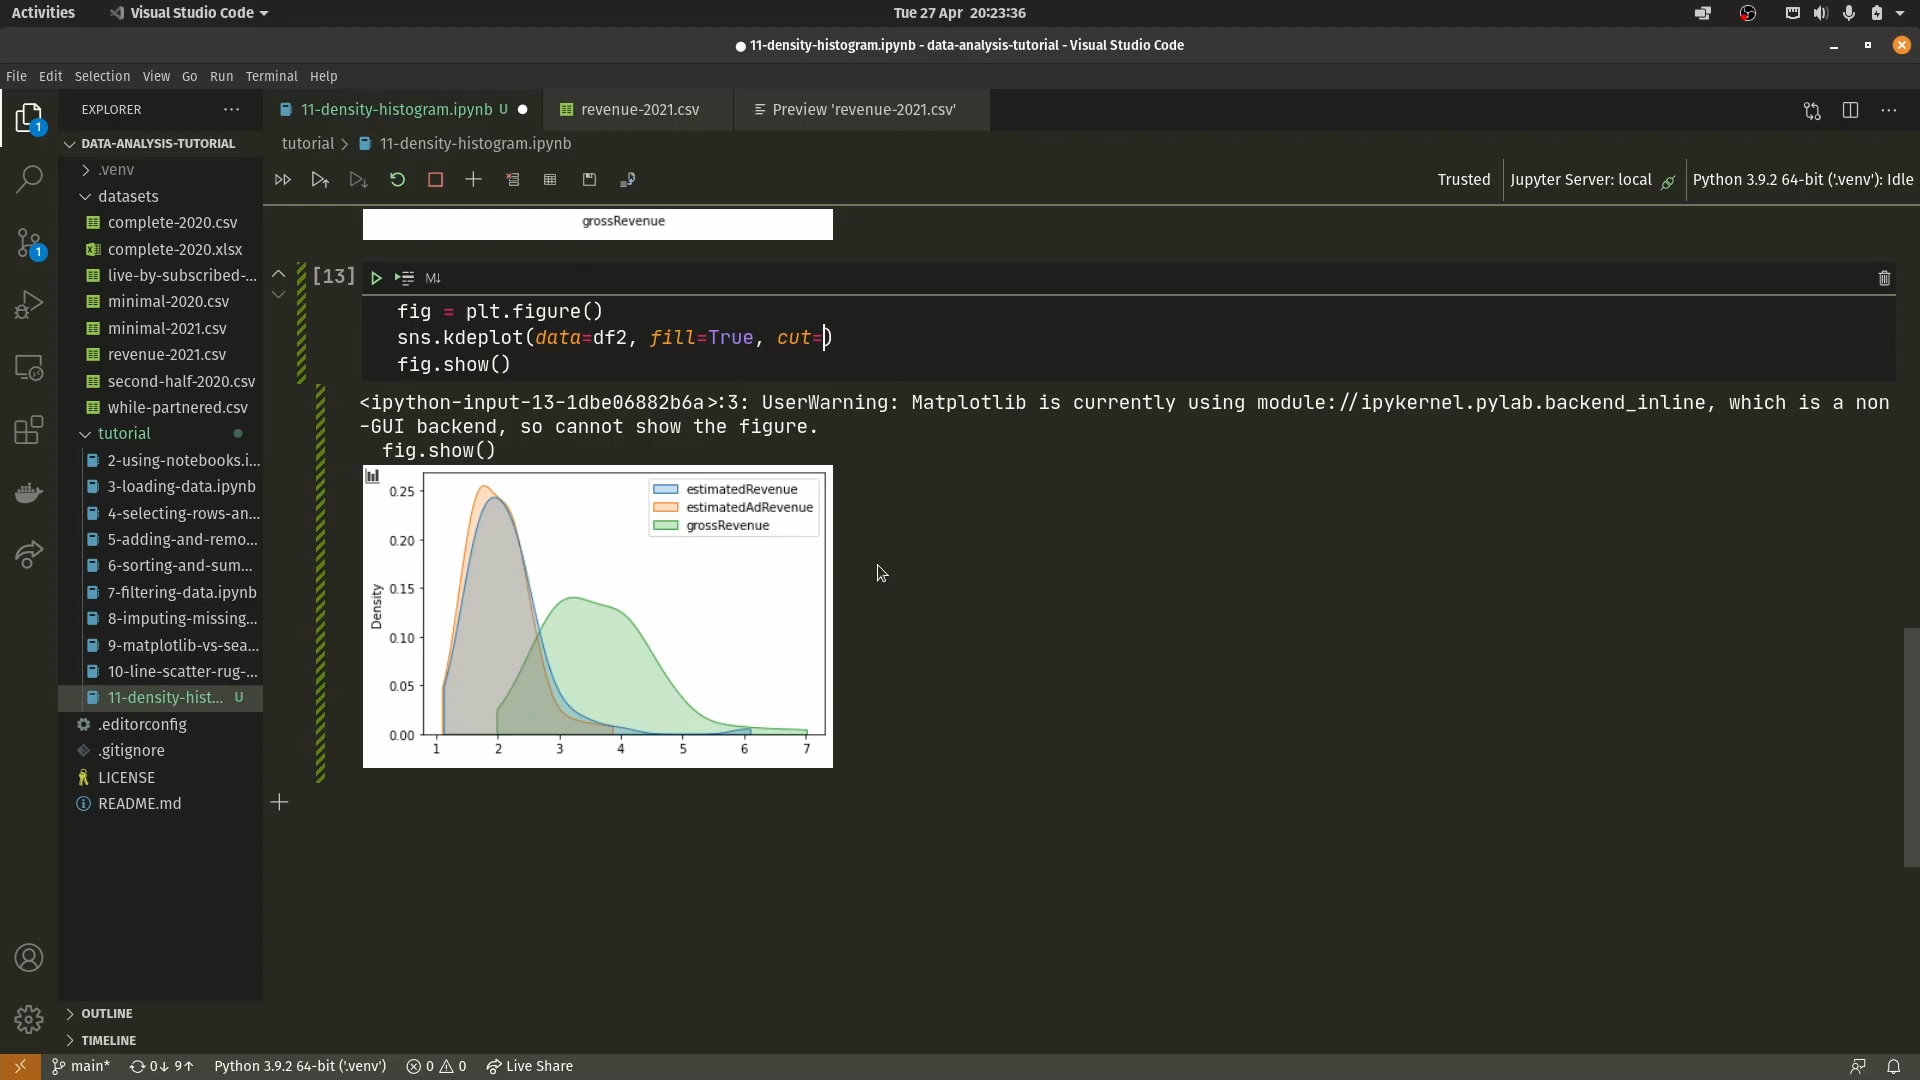 Activities
Visual Studio Code
Tue 27 Apr 20:23:36
11-density-histogram.ipynb - data-analysis-tutorial - Visual Studio Code
File Edit Selection View Go Run Terminal Help
EXPLORER
11-density-histogram.ipynb U
revenue-2021.csv
Preview 'revenue-2021.csv'
1
DATA-ANALYSIS-TUTORIAL
tutorial > 11-density-histogram.ipynb
.venv
datasets
complete-2020.csv
complete-2020.xlsx
live-by-subscribed-...
minimal-2020.csv
minimal-2021.csv
revenue-2021.csv
second-half-2020.csv
while-partnered.csv
tutorial
2-using-notebooks.i...
3-loading-data.ipynb
4-selecting-rows-an...
5-adding-and-remo...
6-sorting-and-sum...
7-filtering-data.ipynb
8-imputing-missing...
9-matplotlib-vs-sea...
10-line-scatter-rug-...
11-density-hist... U
.editorconfig
.gitignore
LICENSE
README.md
1
Trusted
Jupyter Server: local
Python 3.9.2 64-bit ('.venv'): Idle
grossRevenue
[13]
M↓
fig = plt.figure()
sns.kdeplot(data=df2, fill=True, cut=)
fig.show()
<ipython-input-13-1dbe06882b6a>:3: UserWarning: Matplotlib is currently using module://ipykernel.pylab.backend_inline, which is a non
-GUI backend, so cannot show the figure.
fig.show()
estimatedRevenue
estimatedAdRevenue
grossRevenue
Density
0.25
0.20
0.15
0.10
0.05
0.00
1 2 3 4 5 6 7
OUTLINE
TIMELINE
main*
0↓ 9↑
Python 3.9.2 64-bit ('.venv')
0
0
Live Share